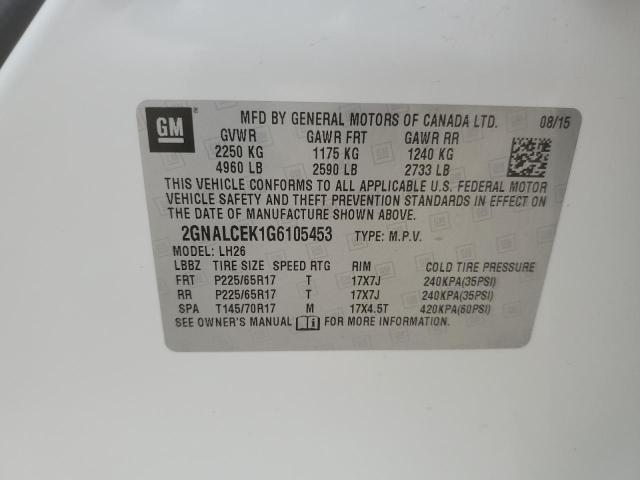 GM
MFD BY GENERAL MOTORS OF CANADA LTD. 08/15
GVWR GAWR FRT GAWR RR
2250 KG 1175 KG 1240 KG
4960 LB 2590 LB 2733 LB
THIS VEHICLE CONFORMS TO ALL APPLICABLE U.S. FEDERAL MOTOR
VEHICLE SAFETY AND THEFT PREVENTION STANDARDS IN EFFECT ON
THE DATE OF MANUFACTURE SHOWN ABOVE.
2GNALCEK1G6105453 TYPE: M.P.V.
MODEL: LH26
LBBZ TIRE SIZE SPEED RTG RIM COLD TIRE PRESSURE
FRT P225/65R17 T 17X7J 240KPA(35PSI)
RR P225/65R17 T 17X7J 240KPA(35PSI)
SPA T145/70R17 M 17X4.5T 420KPA(60PSI)
SEE OWNER'S MANUAL FOR MORE INFORMATION.